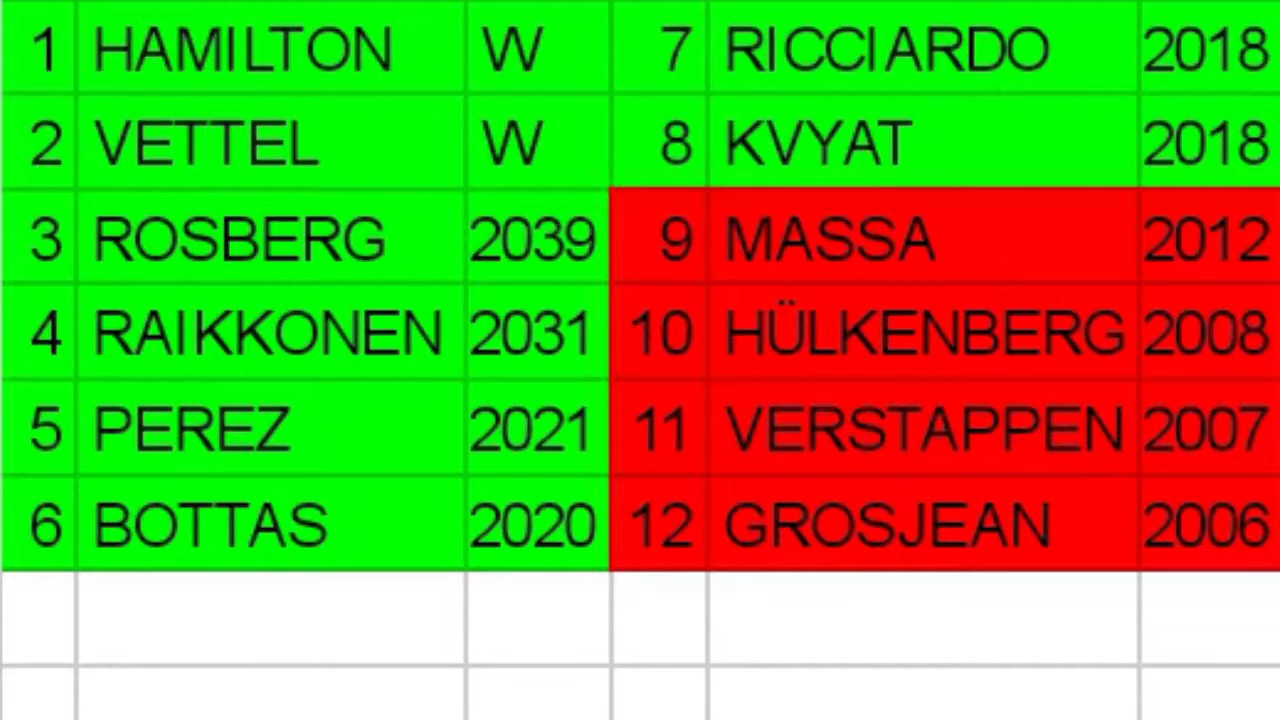 1 HAMILTON W 7 RICCIARDO 2018
2 VETTEL W 8 KVYAT 2018
3 ROSBERG 2039 9 MASSA 2012
4 RAIKKONEN 2031 10 HÜLKENBERG 2008
5 PEREZ 2021 11 VERSTAPPEN 2007
6 BOTTAS 2020 12 GROSJEAN 2006